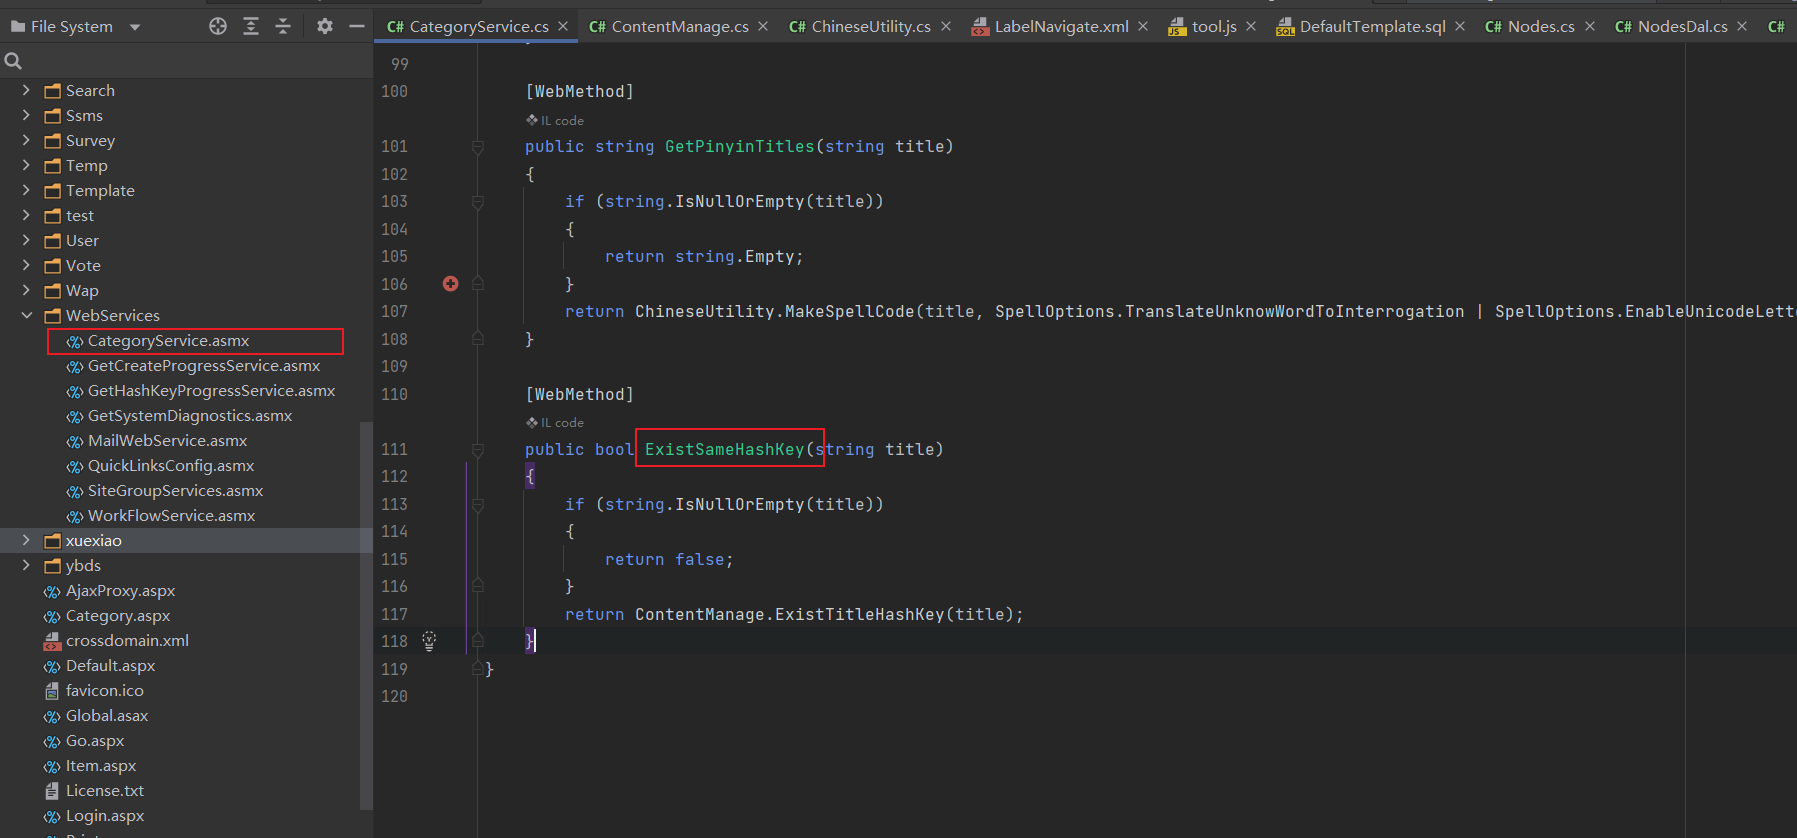 File System
CategoryService.cs
ContentManage.cs
ChineseUtility.cs
LabelNavigate.xml
tool.js
DefaultTemplate.sql
Nodes.cs
NodesDal.cs
Search
Ssms
Survey
Temp
Template
test
User
Vote
Wap
WebServices
CategoryService.asmx
GetCreateProgressService.asmx
GetHashKeyProgressService.asmx
GetSystemDiagnostics.asmx
MailWebService.asmx
QuickLinksConfig.asmx
SiteGroupServices.asmx
WorkFlowService.asmx
xuexiao
ybds
AjaxProxy.aspx
Category.aspx
crossdomain.xml
Default.aspx
favicon.ico
Global.asax
Go.aspx
Item.aspx
License.txt
Login.aspx
99
100 [WebMethod]
IL code
101 public string GetPinyinTitles(string title)
102 {
103 if (string.IsNullOrEmpty(title))
104 {
105 return string.Empty;
106 }
107 return ChineseUtility.MakeSpellCode(title, SpellOptions.TranslateUnknowWordToInterrogation | SpellOptions.EnableUnicodeLett
108 }
109
110 [WebMethod]
IL code
111 public bool ExistSameHashKey(string title)
112 {
113 if (string.IsNullOrEmpty(title))
114 {
115 return false;
116 }
117 return ContentManage.ExistTitleHashKey(title);
118 }
119 }
120